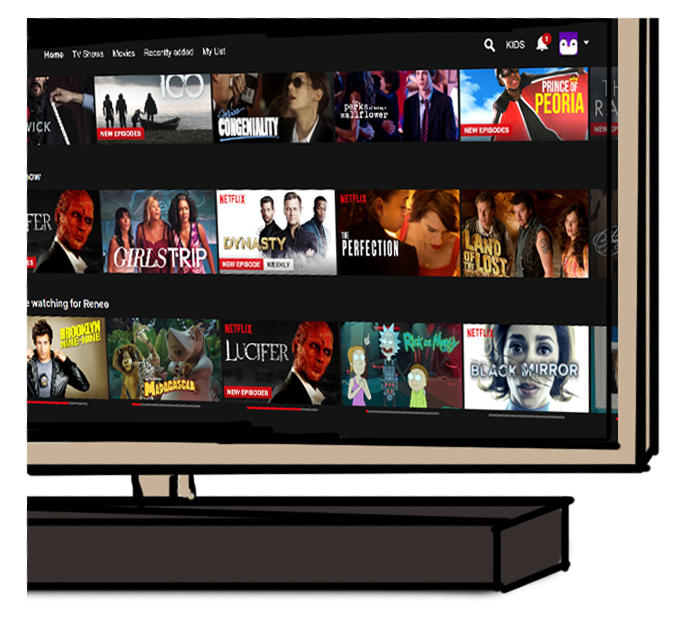 Home TV Shows Movies Recently added My List
KIDS 1
WICK
100
NEW EPISODES
Miss
CONGENIALITY
perks of being a
wallflower
PRINCE OF
PEORIA
NEW EPISODES
TH
RA
NEW E
now
FER
GIRLS TRIP
NETFLIX
DYNASTY
NEW EPISODE WEEKLY
NETFLIX
THE
PERFECTION
LAND
OF THE
LOST
e watching for Reneo
BROOKLYN
NINE-NINE
MADAGASCAR
NETFLIX
LUCIFER
NEW EPISODES
Rick and Morty
NETFLIX
BLACK MIRROR